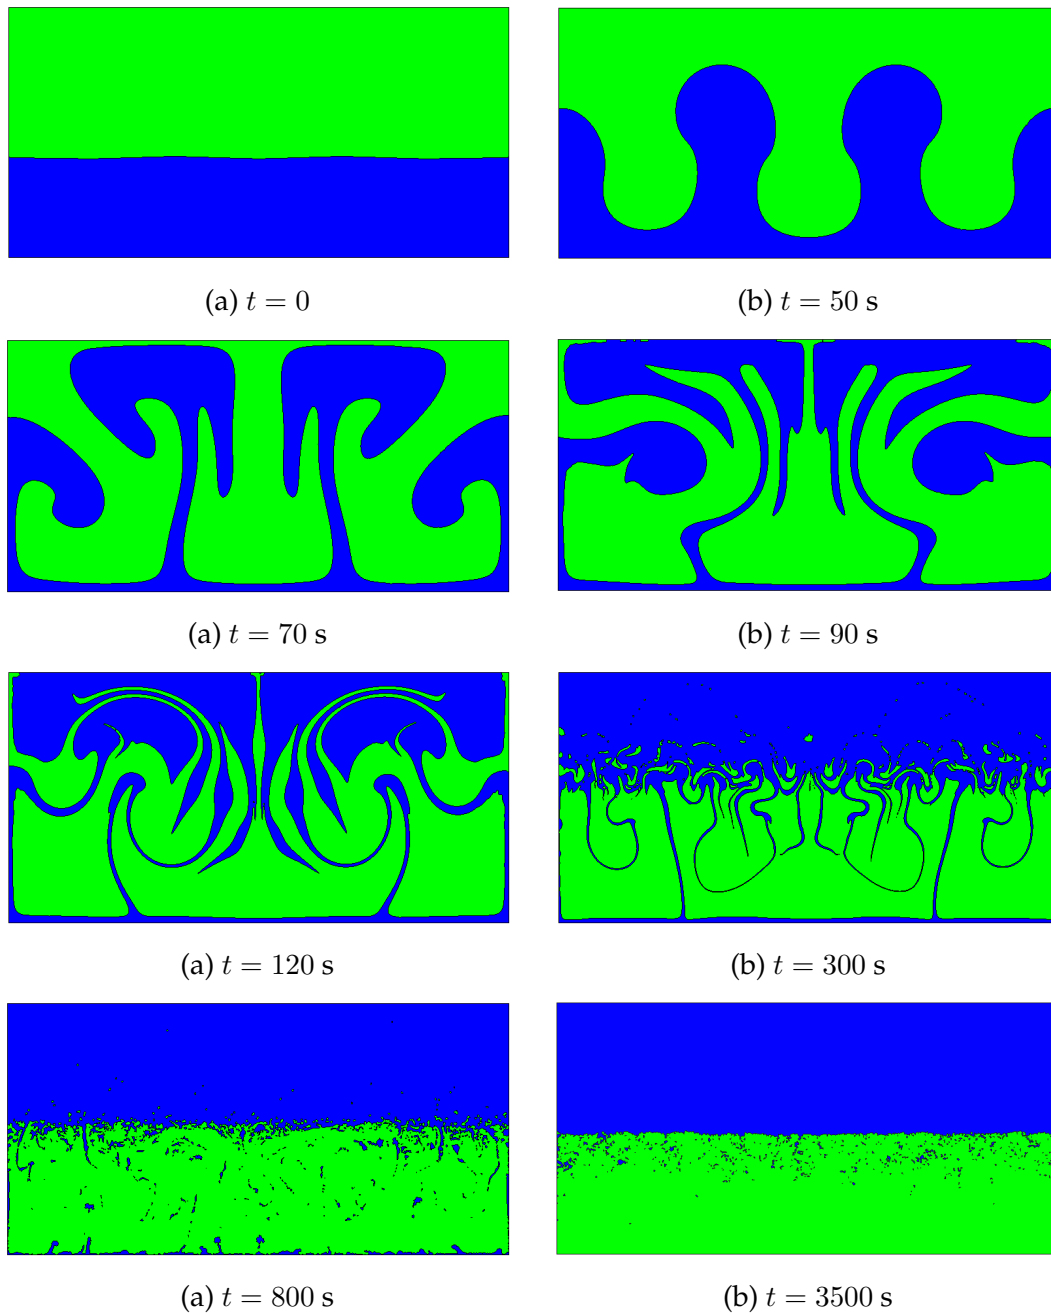 (a) t = 0
(b) t = 50 s
(a) t = 70 s
(b) t = 90 s
(a) t = 120 s
(b) t = 300 s
(a) t = 800 s
(b) t = 3500 s